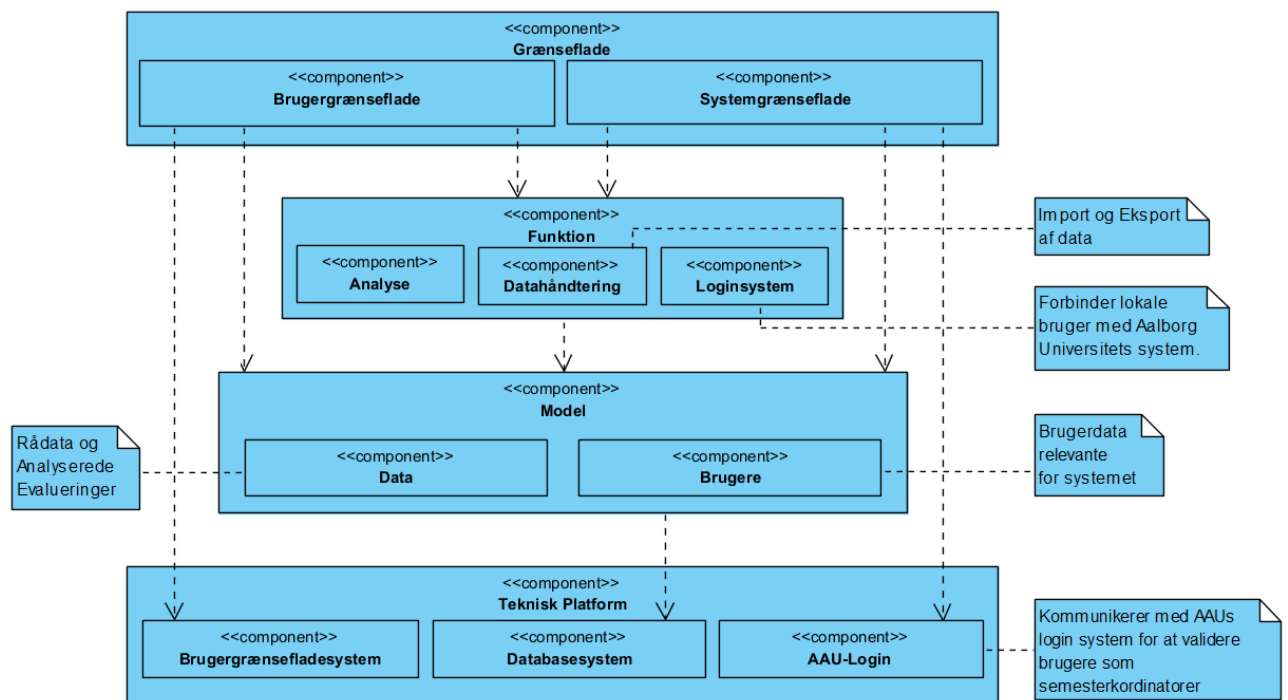 <<component>>
Grænseflade
<<component>>
Brugergrænseflade
<<component>>
Systemgrænseflade
<<component>>
Funktion
<<component>>
Analyse
<<component>>
Datahåndtering
<<component>>
Loginsystem
Import og Eksport
af data
Forbinder lokale
bruger med Aalborg
Universitets system.
<<component>>
Model
<<component>>
Data
<<component>>
Brugere
Rådata og
Analyserede
Evalueringer
Brugerdata
relevante
for systemet
<<component>>
Teknisk Platform
<<component>>
Brugergrænsefladesystem
<<component>>
Databasesystem
<<component>>
AAU-Login
Kommunikerer med AAUs
login system for at validere
brugere som
semesterkordinatorer